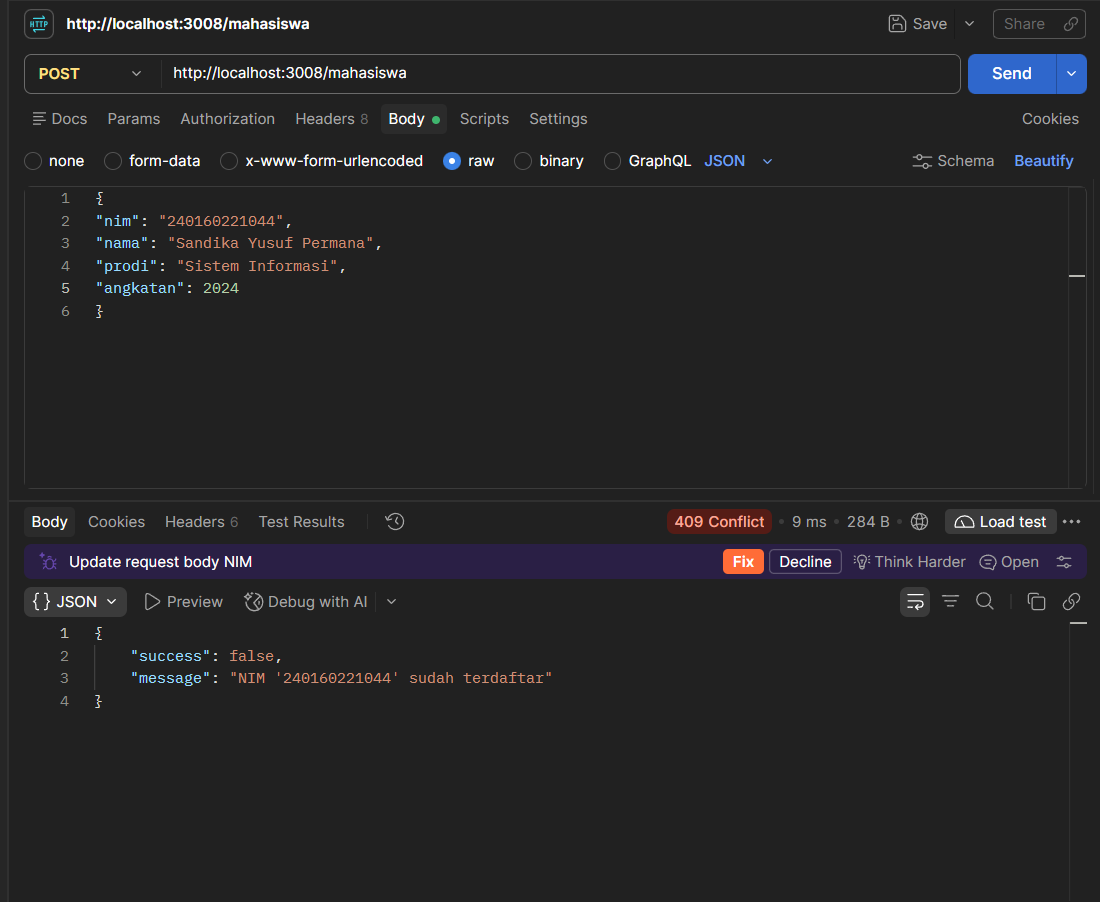 HTTP http://localhost:3008/mahasiswa Save Share
POST http://localhost:3008/mahasiswa Send
Docs Params Authorization Headers 8 Body Scripts Settings Cookies
none form-data x-www-form-urlencoded raw binary GraphQL JSON Schema Beautify
1 {
2 "nim": "240160221044",
3 "nama": "Sandika Yusuf Permana",
4 "prodi": "Sistem Informasi",
5 "angkatan": 2024
6 }
Body Cookies Headers 6 Test Results 409 Conflict • 9 ms • 284 B • Load test
Update request body NIM Fix Decline Think Harder Open
{} JSON Preview Debug with AI
1 {
2 "success": false,
3 "message": "NIM '240160221044' sudah terdaftar"
4 }